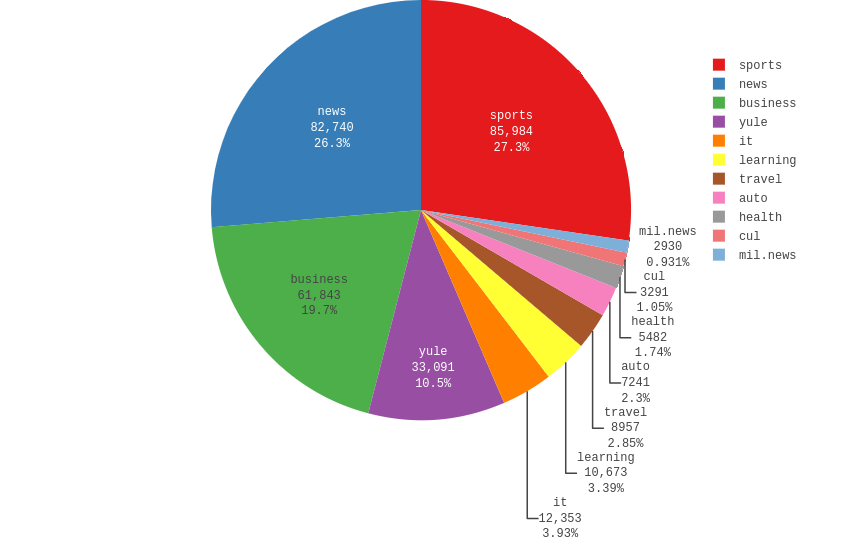 news
82,740
26.3%
sports
85,984
27.3%
business
61,843
19.7%
yule
33,091
10.5%
mil.news
2930
0.931%
cul
3291
1.05%
health
5482
1.74%
auto
7241
2.3%
travel
8957
2.85%
learning
10,673
3.39%
it
12,353
3.93%
sports
news
business
yule
it
learning
travel
auto
health
cul
mil.news